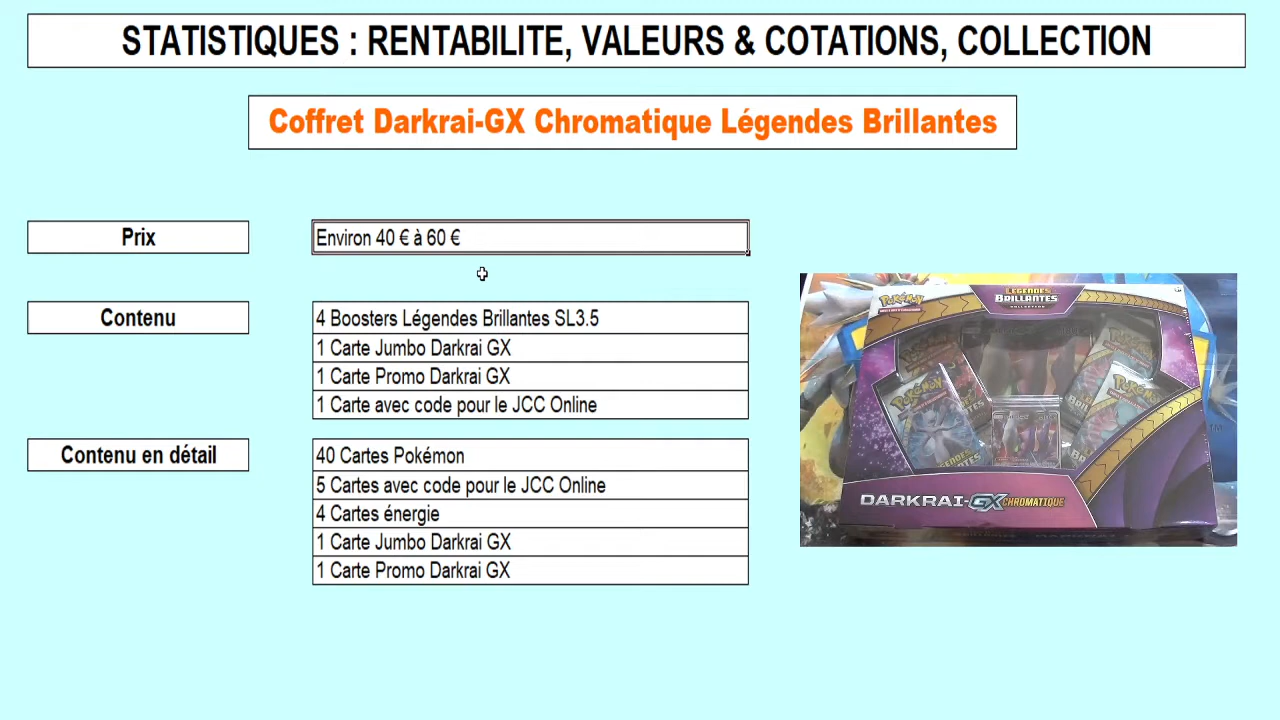 STATISTIQUES : RENTABILITE, VALEURS & COTATIONS, COLLECTION
Coffret Darkrai-GX Chromatique Légendes Brillantes
Prix
Environ 40 € à 60 €
Contenu
4 Boosters Légendes Brillantes SL3.5
1 Carte Jumbo Darkrai GX
1 Carte Promo Darkrai GX
1 Carte avec code pour le JCC Online
Contenu en détail
40 Cartes Pokémon
5 Cartes avec code pour le JCC Online
4 Cartes énergie
1 Carte Jumbo Darkrai GX
1 Carte Promo Darkrai GX
POKéMON
LÉGENDES
BRILLANTES
POKéMON
POKéMON
DARKRAI-GX CHROMATIQUE